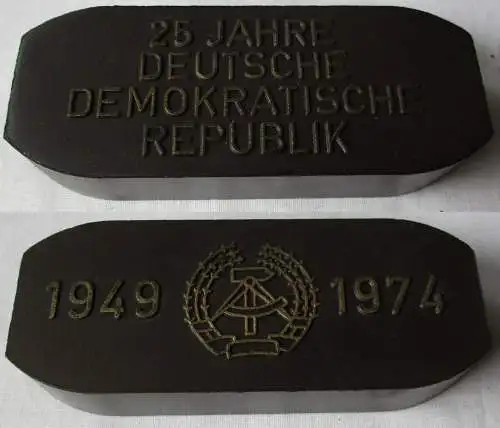 25 JAHRE
DEUTSCHE
DEMOKRATISCHE
REPUBLIK
1949 1974